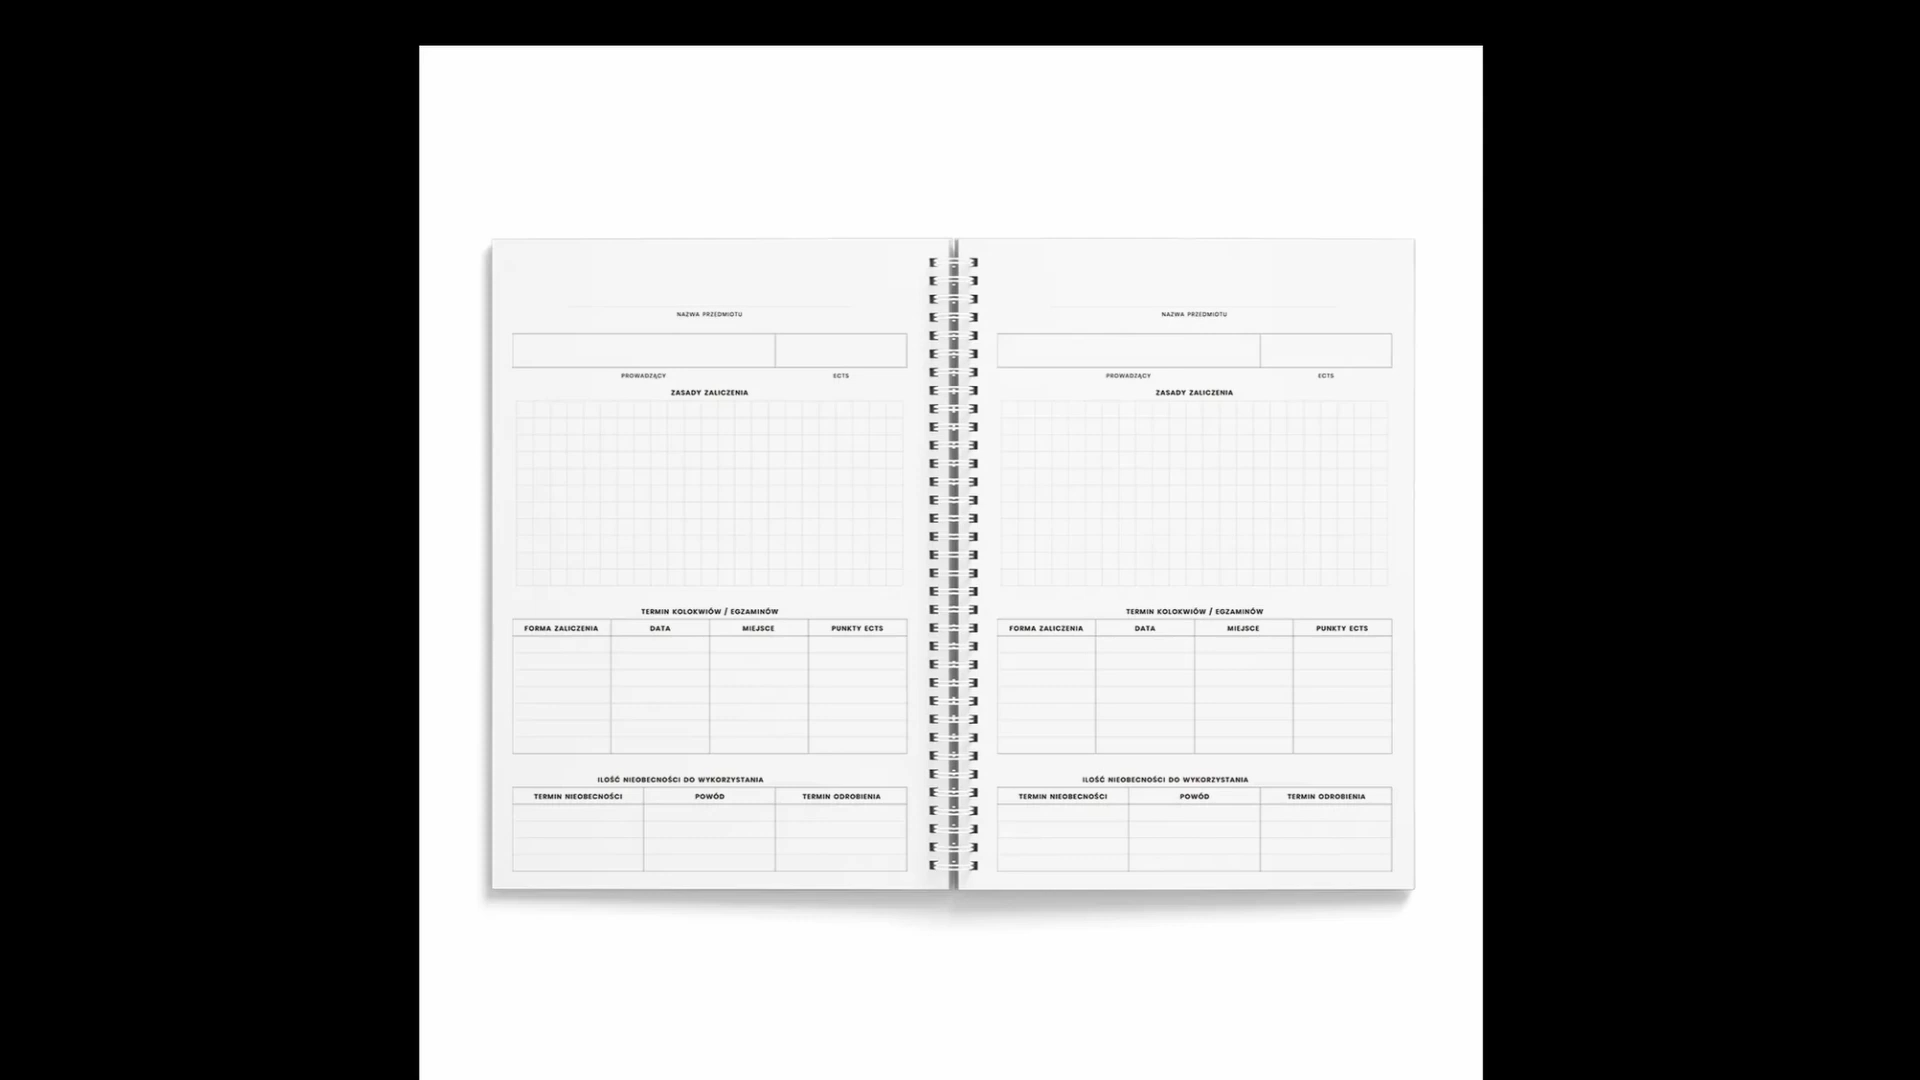 NAZWA PRZEDMIOTU
PROWADZĄCY ECTS
ZASADY ZALICZENIA
TERMIN KOLOKWIÓW / EGZAMINÓW
FORMA ZALICZENIA DATA MIEJSCE PUNKTY ECTS
ILOŚĆ NIEOBECNOŚCI DO WYKORZYSTANIA
TERMIN NIEOBECNOŚCI POWÓD TERMIN ODROBIENIA
NAZWA PRZEDMIOTU
PROWADZĄCY ECTS
ZASADY ZALICZENIA
TERMIN KOLOKWIÓW / EGZAMINÓW
FORMA ZALICZENIA DATA MIEJSCE PUNKTY ECTS
ILOŚĆ NIEOBECNOŚCI DO WYKORZYSTANIA
TERMIN NIEOBECNOŚCI POWÓD TERMIN ODROBIENIA